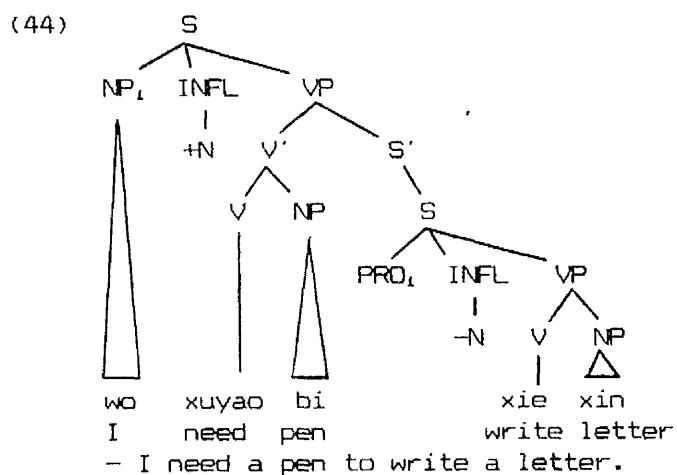 (44) S
NP₁ INFL VP
+N V' S'
V NP S
PRO₁ INFL VP
-N V NP
wo xuyao bi xie xin
I need pen write letter
- I need a pen to write a letter.